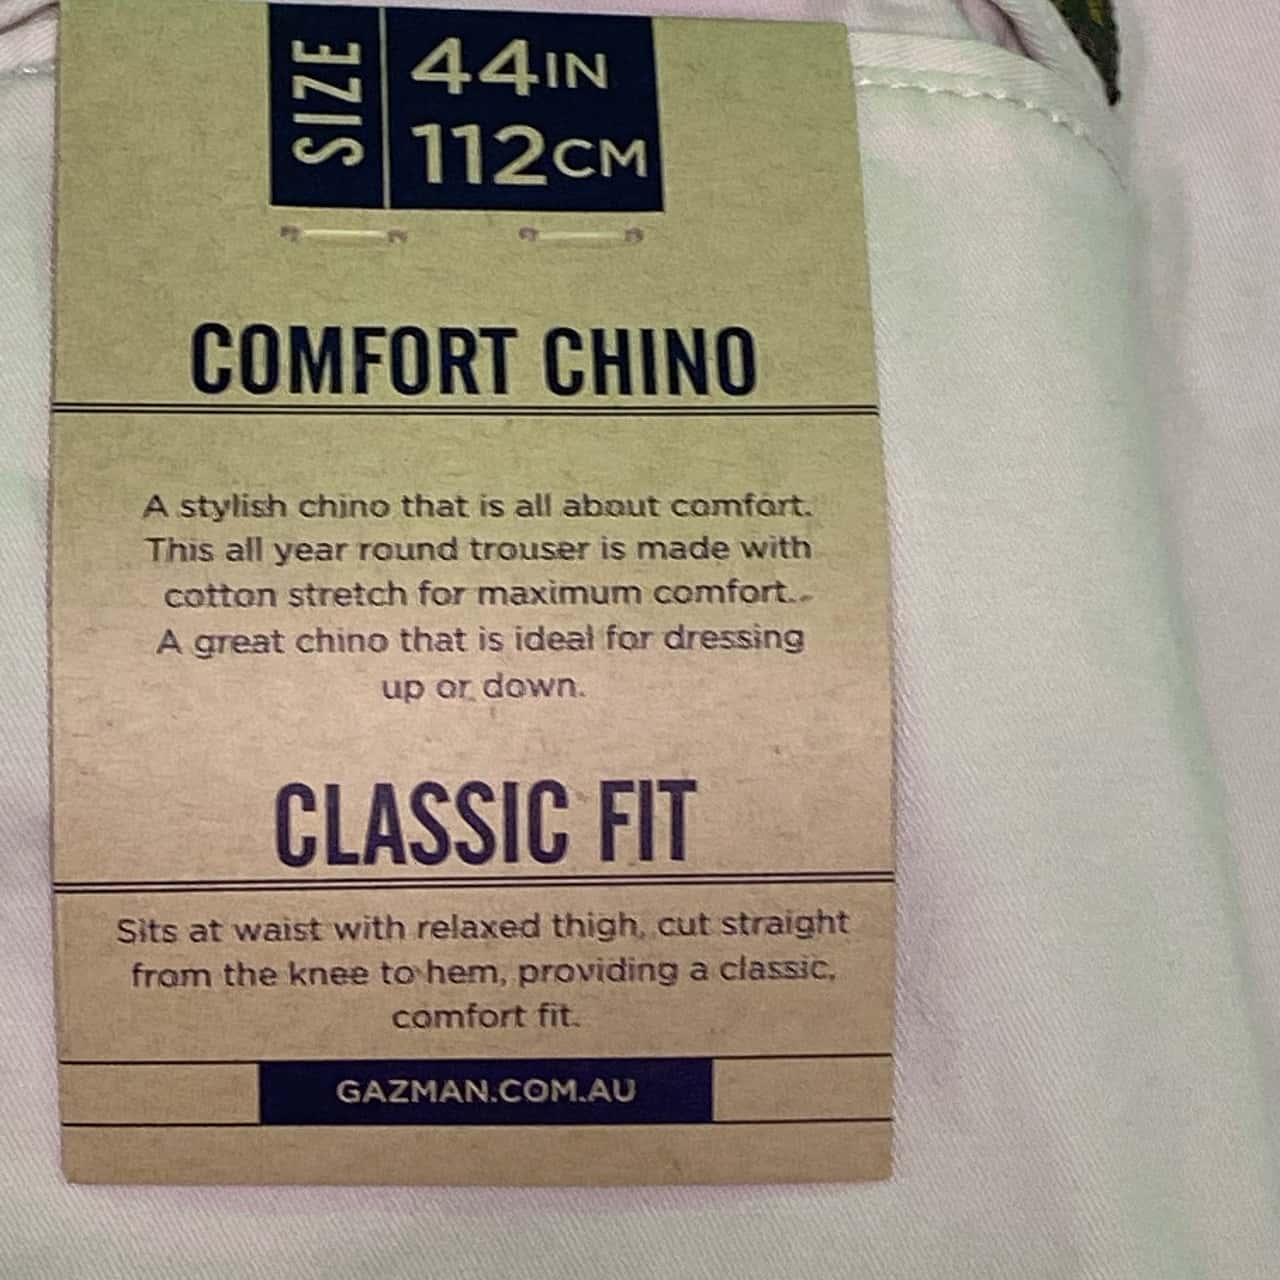 SIZE
44IN
112CM
COMFORT CHINO
A stylish chino that is all about comfort.
This all year round trouser is made with
cotton stretch for maximum comfort.
A great chino that is ideal for dressing
up or down.
CLASSIC FIT
Sits at waist with relaxed thigh, cut straight
from the knee to hem, providing a classic,
comfort fit.
GAZMAN.COM.AU